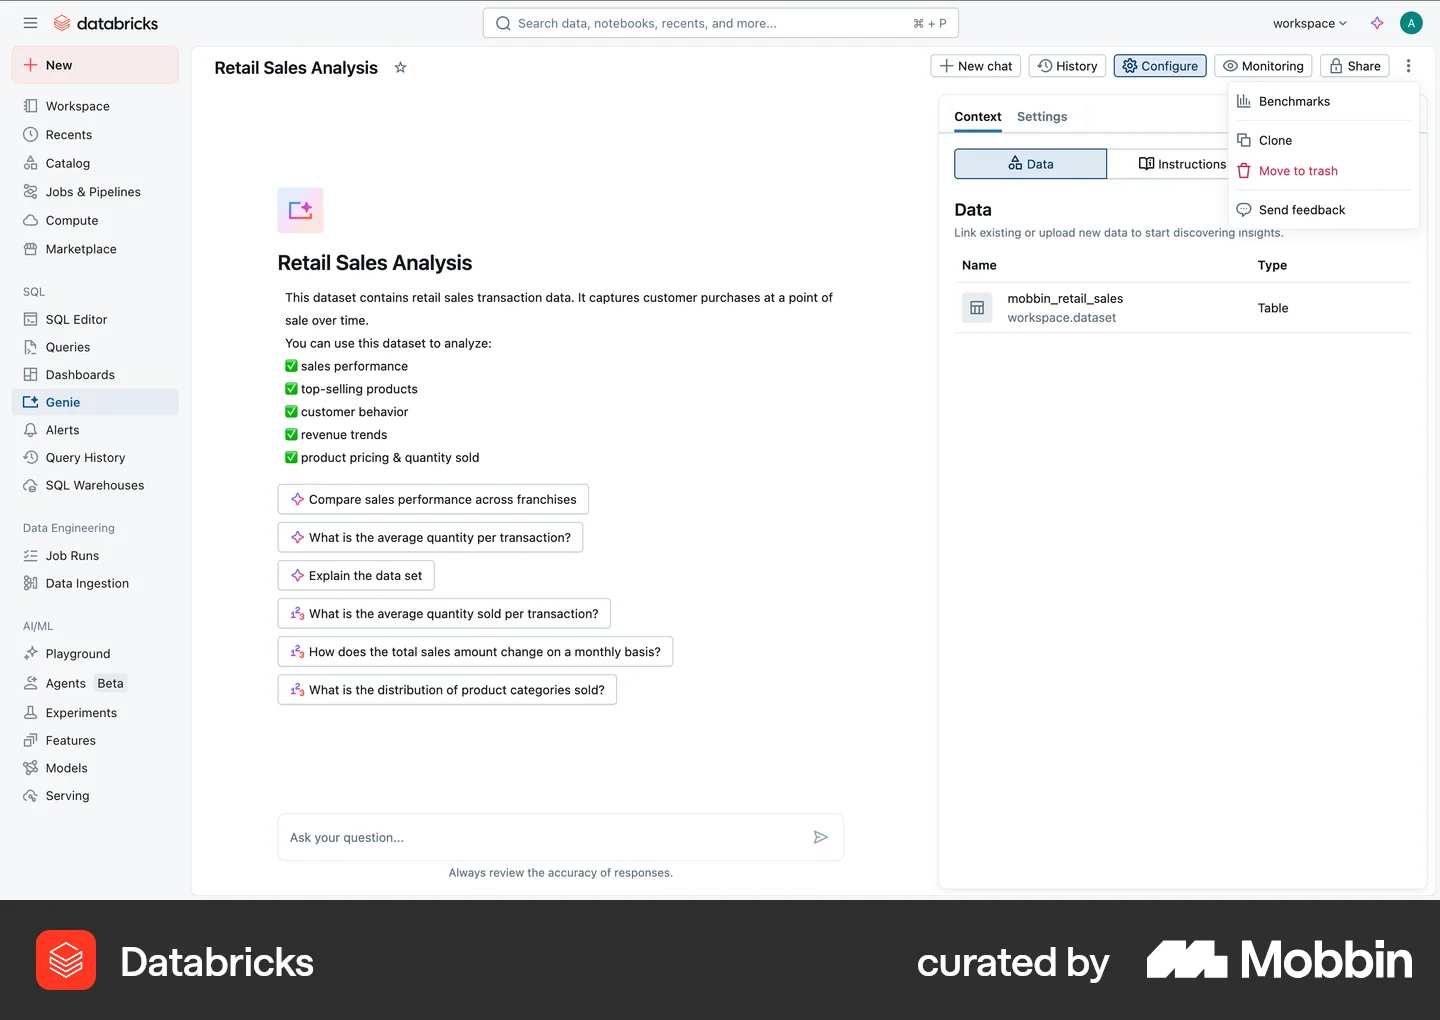 databricks
Search data, notebooks, recents, and more...
⌘ + P
workspace
A
New
Workspace
Recents
Catalog
Jobs & Pipelines
Compute
Marketplace
SQL
SQL Editor
Queries
Dashboards
Genie
Alerts
Query History
SQL Warehouses
Data Engineering
Job Runs
Data Ingestion
AI/ML
Playground
Agents Beta
Experiments
Features
Models
Serving
Retail Sales Analysis
New chat
History
Configure
Monitoring
Share
Retail Sales Analysis
This dataset contains retail sales transaction data. It captures customer purchases at a point of
sale over time.
You can use this dataset to analyze:
✅ sales performance
✅ top-selling products
✅ customer behavior
✅ revenue trends
✅ product pricing & quantity sold
Compare sales performance across franchises
What is the average quantity per transaction?
Explain the data set
What is the average quantity sold per transaction?
How does the total sales amount change on a monthly basis?
What is the distribution of product categories sold?
Ask your question...
Always review the accuracy of responses.
Context
Settings
Data
Instructions
Data
Link existing or upload new data to start discovering insights.
Name
Type
mobbin_retail_sales
workspace.dataset
Table
Benchmarks
Clone
Move to trash
Send feedback
Databricks
curated by
Mobbin